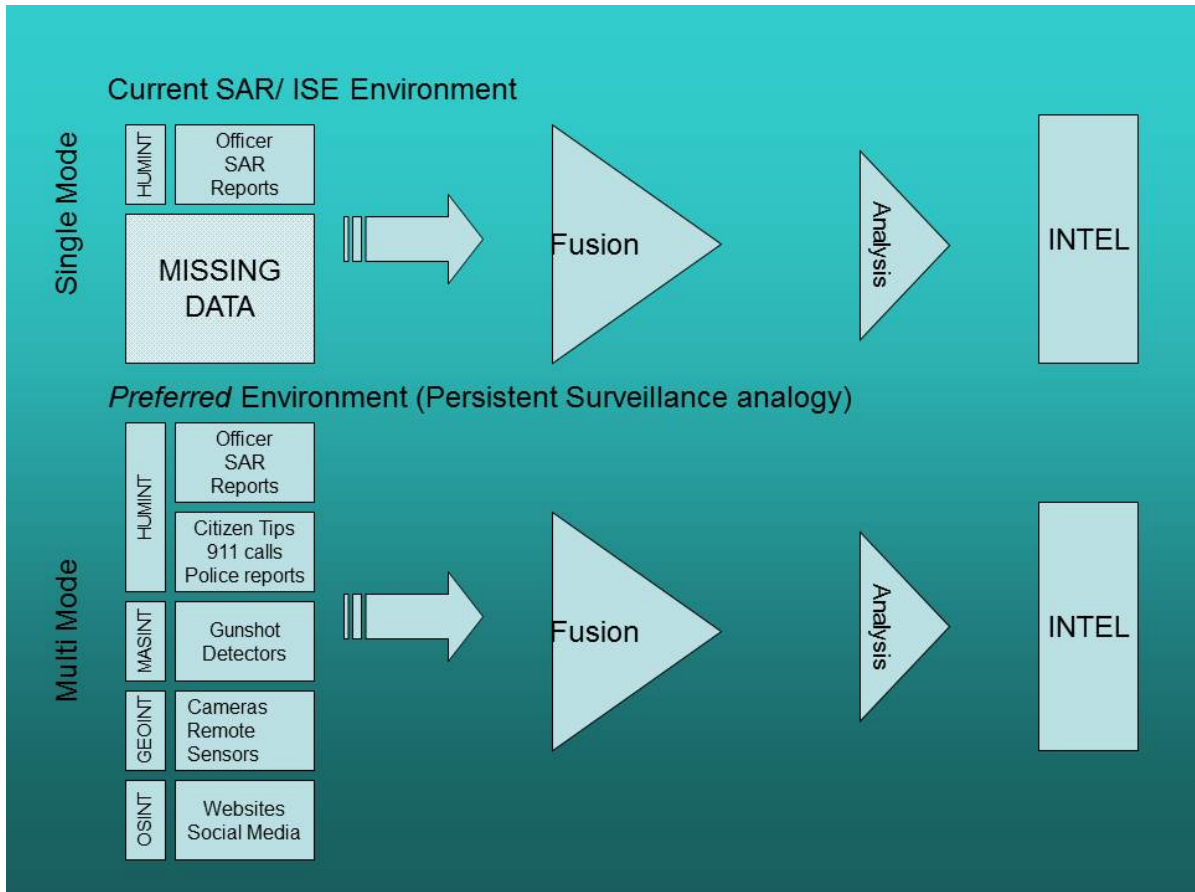 Current SAR/ ISE Environment
Single Mode
HUMINT
Officer
SAR
Reports
MISSING
DATA
Fusion
Analysis
INTEL
Preferred Environment (Persistent Surveillance analogy)
Multi Mode
HUMINT
Officer
SAR
Reports
Citizen Tips
911 calls
Police reports
MASINT
Gunshot
Detectors
GEOINT
Cameras
Remote
Sensors
OSINT
Websites
Social Media
Fusion
Analysis
INTEL